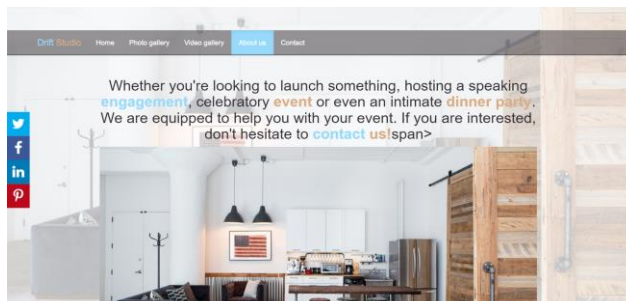 Drift Studio Home Photo gallery Video gallery About us Contact
Whether you're looking to launch something, hosting a speaking
engagement, celebratory event or even an intimate dinner party.
We are equipped to help you with your event. If you are interested,
don't hesitate to contact us!span>
f
in